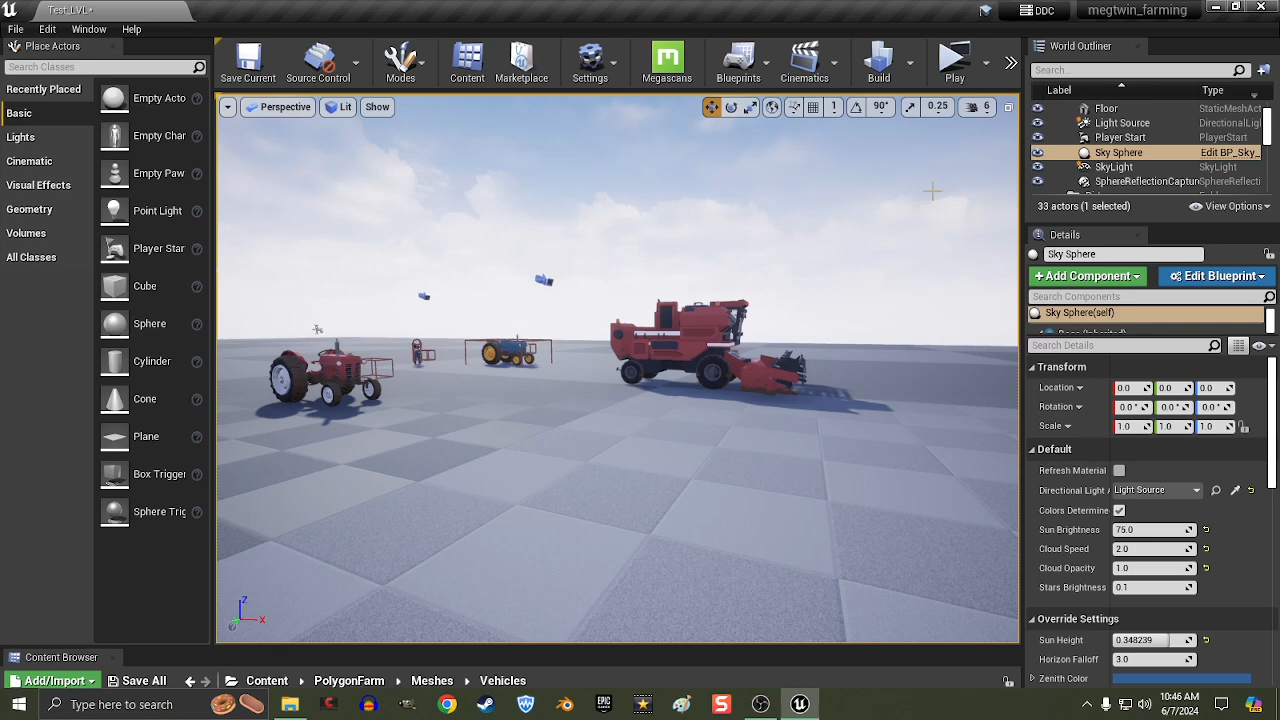 Test_LVL•
DDC
megtwin_farming
File Edit Window Help
Place Actors
Search Classes
Recently Placed
Basic
Lights
Cinematic
Visual Effects
Geometry
Volumes
All Classes
Empty Acto
Empty Char
Empty Paw
Point Light
Player Star
Cube
Sphere
Cylinder
Cone
Plane
Box Trigger
Sphere Trig
Save Current Source Control Modes Content Marketplace Settings Megascans Blueprints Cinematics Build Play
Perspective Lit Show
1 90° 0.25 6
World Outliner
Search...
Label Type
Floor StaticMeshAct
Light Source DirectionalLigh
Player Start PlayerStart
Sky Sphere Edit BP_Sky_
SkyLight SkyLight
SphereReflectionCaptur SphereReflecti
33 actors (1 selected) View Options
Details
Sky Sphere
+Add Component Edit Blueprint
Search Components
Sky Sphere(self)
Search Details
Transform
Location 0.0 0.0 0.0
Rotation 0.0° 0.0° 0.0°
Scale 1.0 1.0 1.0
Default
Refresh Material
Directional Light Light Source
Colors Determine
Sun Brightness 75.0
Cloud Speed 2.0
Cloud Opacity 1.0
Stars Brightness 0.1
Override Settings
Sun Height 0.348239
Horizon Falloff 3.0
Zenith Color
Z
X
Content Browser
Add/Import Save All Content PolygonFarm Meshes Vehicles
Type here to search
EPIC GAMES
10:46 AM
6/7/2024